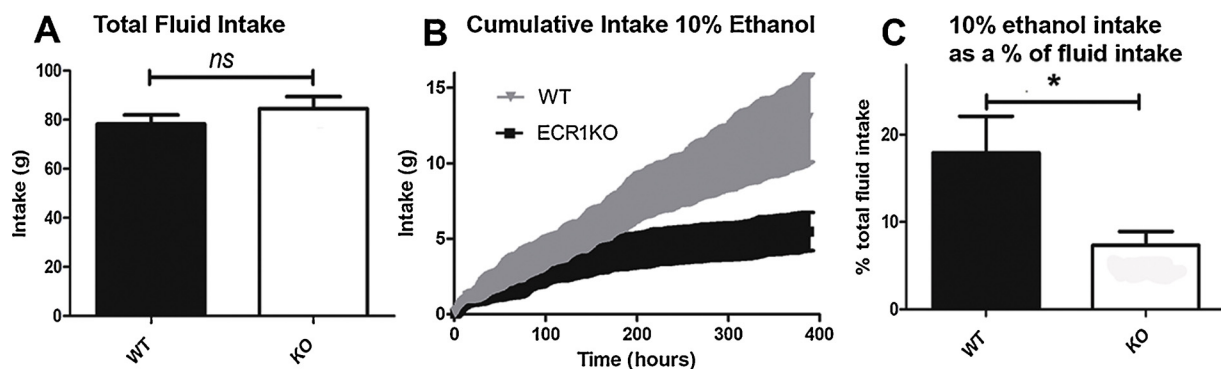 A Total Fluid Intake
ns
Intake (g)
100
80
60
40
20
0
WT
KO
B Cumulative Intake 10% Ethanol
WT
ECR1KO
Intake (g)
15
10
5
0
0 100 200 300 400
Time (hours)
C 10% ethanol intake
as a % of fluid intake
*
% total fluid intake
20
10
0
WT
KO